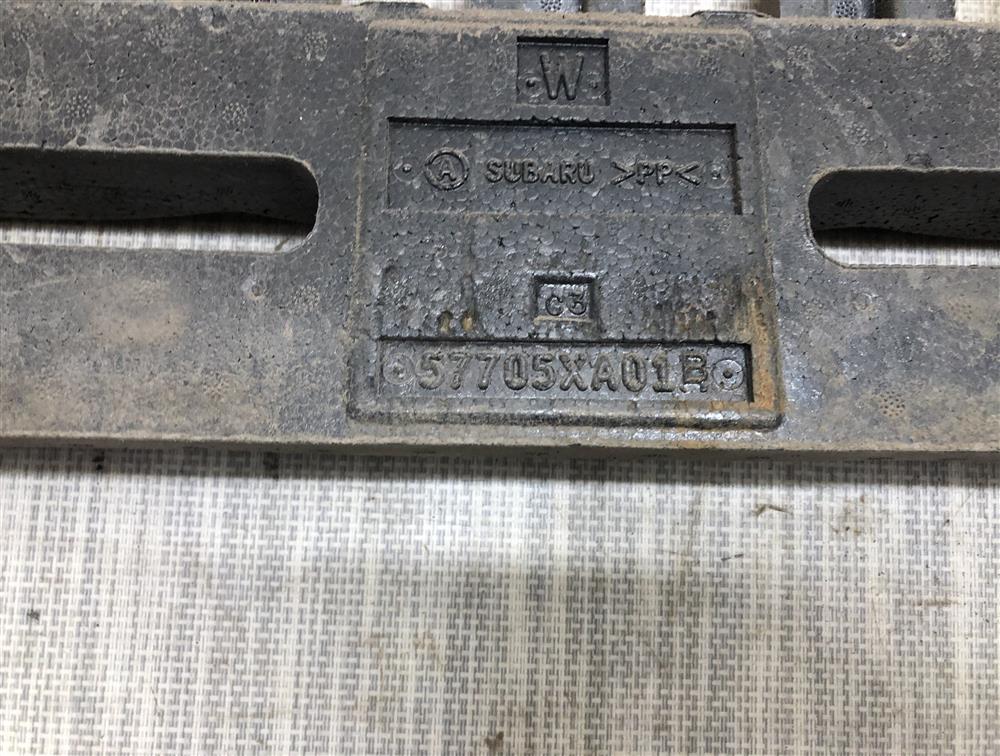 W
A SUBARU >PP<
C3
57705XA01B